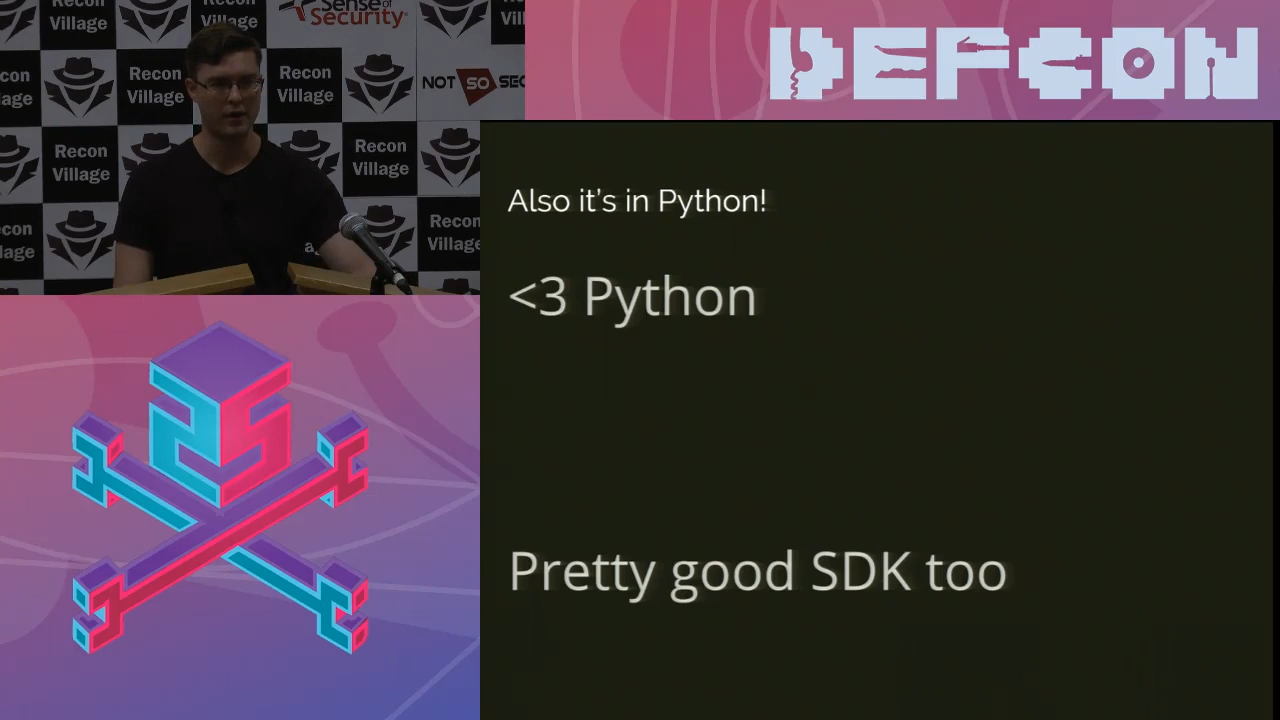 Sense of
Security
Village
Recon
Village
Recon
Village
NOT SO SEC
Recon
Village
Recon
Village
Recon
Village
DEFCON
Also it's in Python!
<3 Python
Pretty good SDK too
25